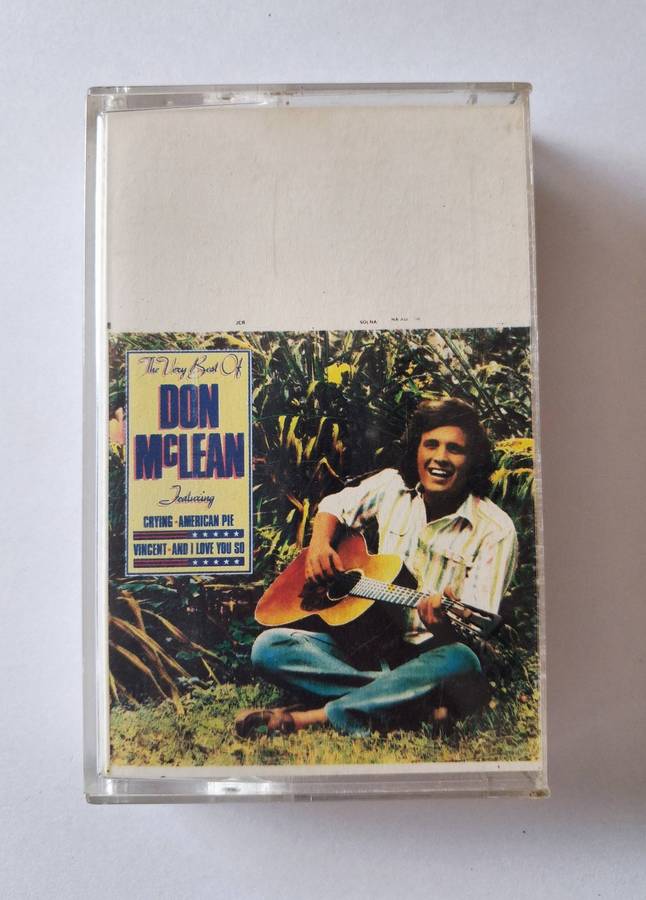 The Very Best Of
DON
McLEAN
Featuring
CRYING · AMERICAN PIE
VINCENT · AND I LOVE YOU SO